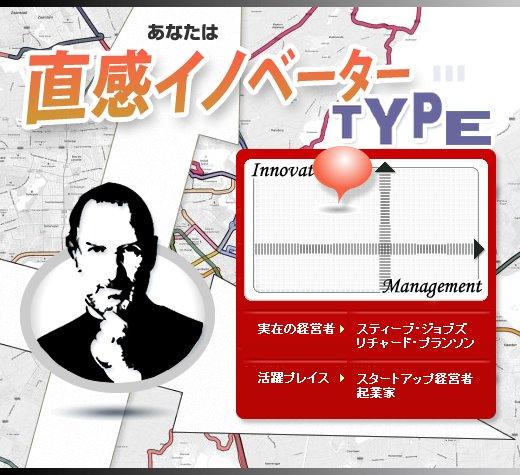 あなたは
直感イノベーター
TYPE
Innovat
Management
実在の経営者 スティーブ・ジョブズ
リチャード・ブランソン
活躍プレイス スタートアップ経営者
起業家